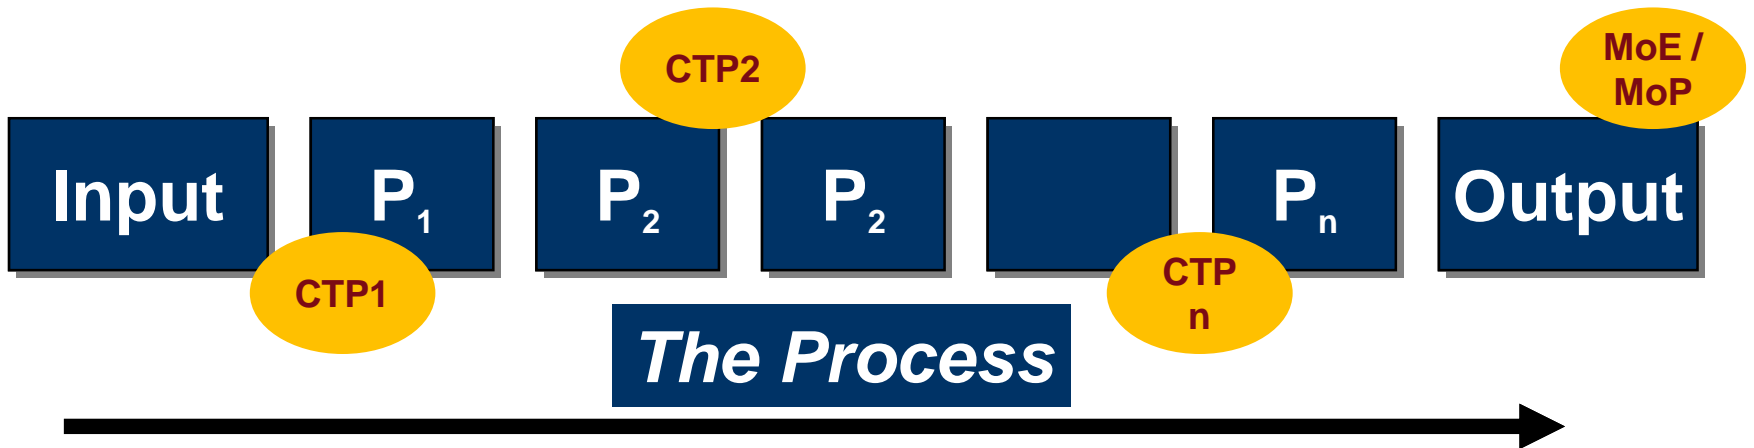 CTP2
MoE /
MoP
Input
P1
P2
P2
Pn
Output
CTP1
CTP
n
The Process